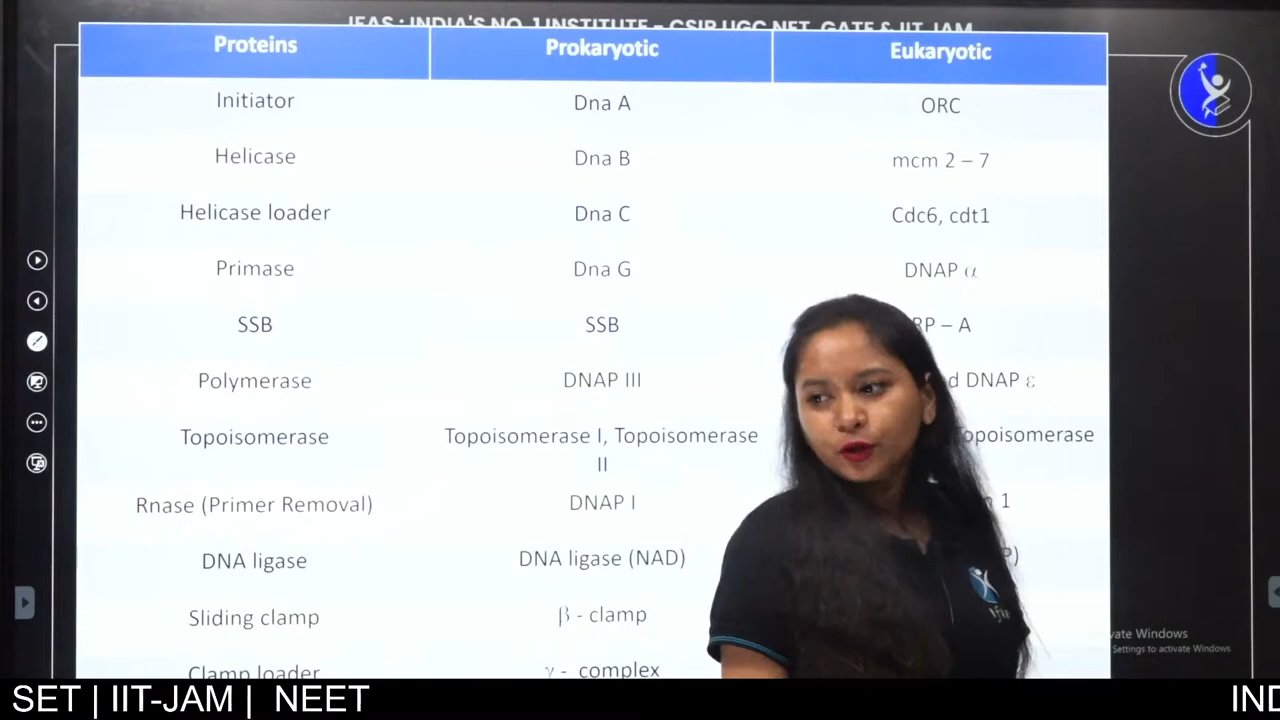 IFAS : INDIA'S NO. 1 INSTITUTE – CSIR UGC NET, GATE & IIT JAM
Proteins Prokaryotic Eukaryotic
Initiator Dna A ORC
Helicase Dna B mcm 2 – 7
Helicase loader Dna C Cdc6, cdt1
Primase Dna G DNAP α
SSB SSB RP – A
Polymerase DNAP III d DNAP ε
Topoisomerase Topoisomerase I, Topoisomerase opoisomerase
II
Rnase (Primer Removal) DNAP I 1
DNA ligase DNA ligase (NAD) P)
Sliding clamp β - clamp
Clamp loader γ - complex
vate Windows
Settings to activate Windows
SET | IIT-JAM | NEET IND